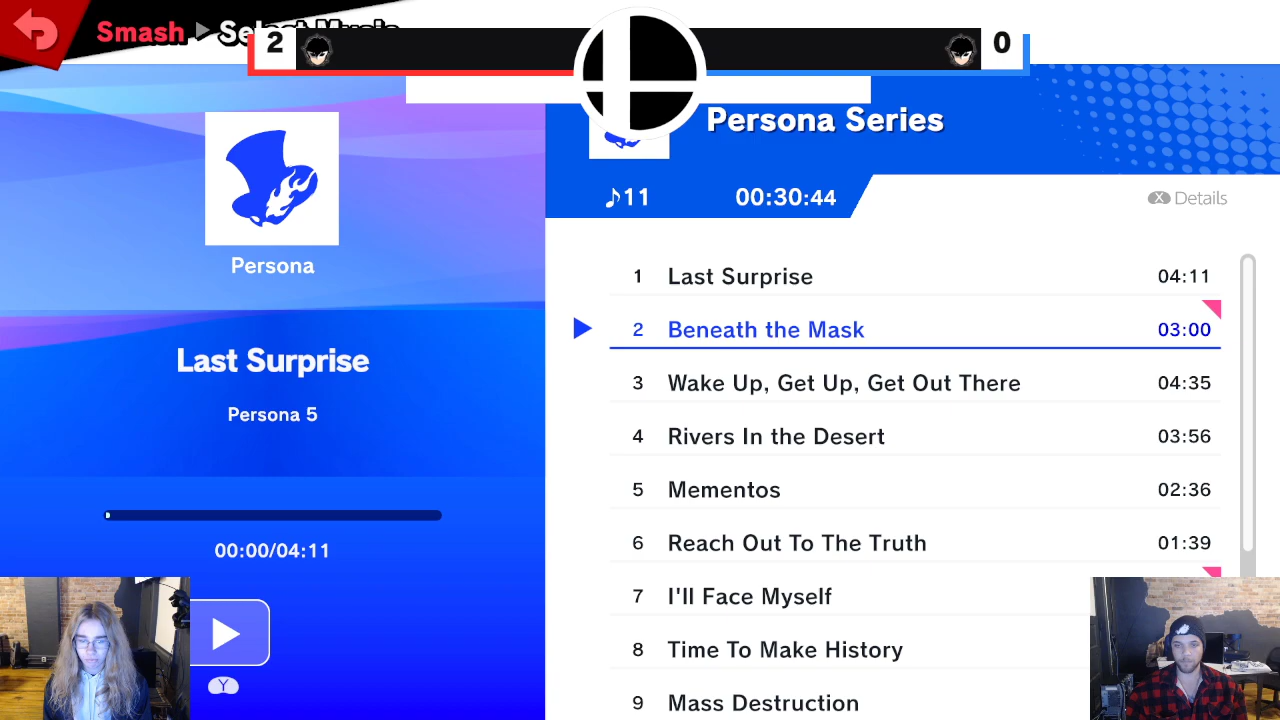 Smash ▶ Select Music
2
0
Persona Series
♪11
00:30:44
X Details
Persona
Last Surprise
Persona 5
00:00/04:11
Y
1 Last Surprise 04:11
2 Beneath the Mask 03:00
3 Wake Up, Get Up, Get Out There 04:35
4 Rivers In the Desert 03:56
5 Mementos 02:36
6 Reach Out To The Truth 01:39
7 I'll Face Myself
8 Time To Make History
9 Mass Destruction